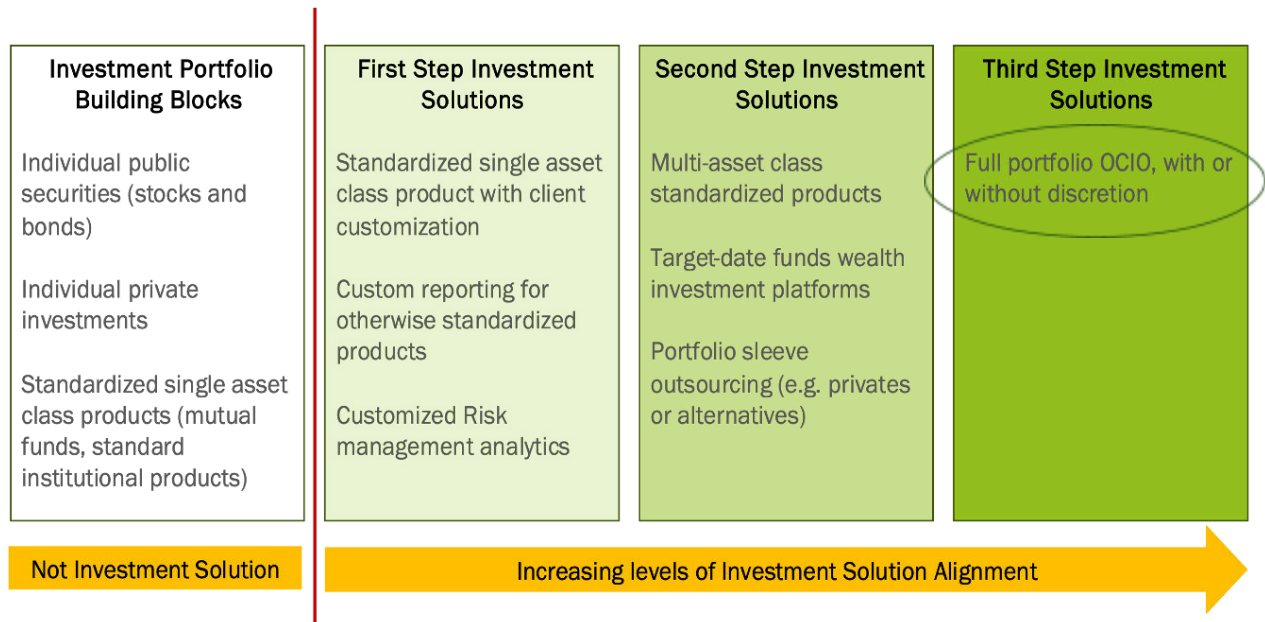 Investment Portfolio
Building Blocks
Individual public
securities (stocks and
bonds)
Individual private
investments
Standardized single asset
class products (mutual
funds, standard
institutional products)
First Step Investment
Solutions
Standardized single asset
class product with client
customization
Custom reporting for
otherwise standardized
products
Customized Risk
management analytics
Second Step Investment
Solutions
Multi-asset class
standardized products
Target-date funds wealth
investment platforms
Portfolio sleeve
outsourcing (e.g. privates
or alternatives)
Third Step Investment
Solutions
Full portfolio OCIO, with or
without discretion
Not Investment Solution
Increasing levels of Investment Solution Alignment